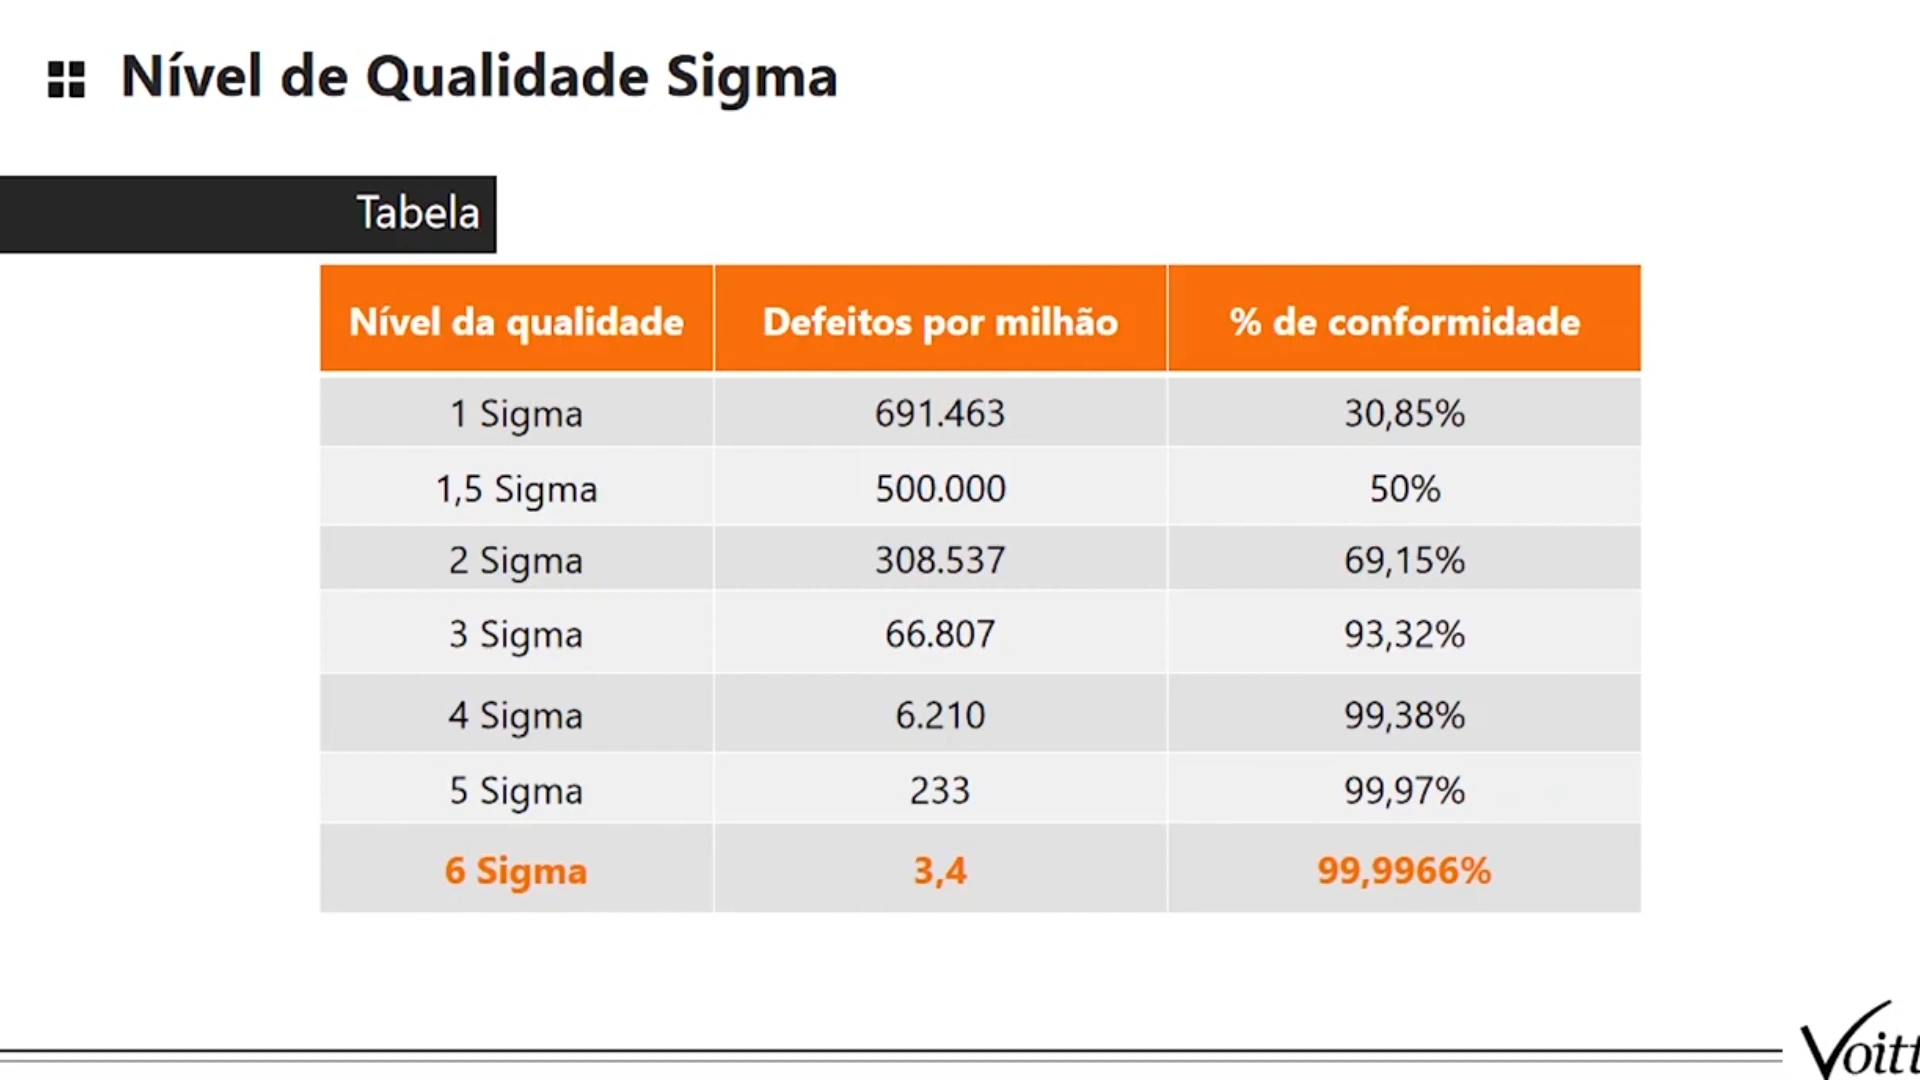 Nível de Qualidade Sigma
Tabela
Nível da qualidade Defeitos por milhão % de conformidade
1 Sigma 691.463 30,85%
1,5 Sigma 500.000 50%
2 Sigma 308.537 69,15%
3 Sigma 66.807 93,32%
4 Sigma 6.210 99,38%
5 Sigma 233 99,97%
6 Sigma 3,4 99,9966%
Voitt